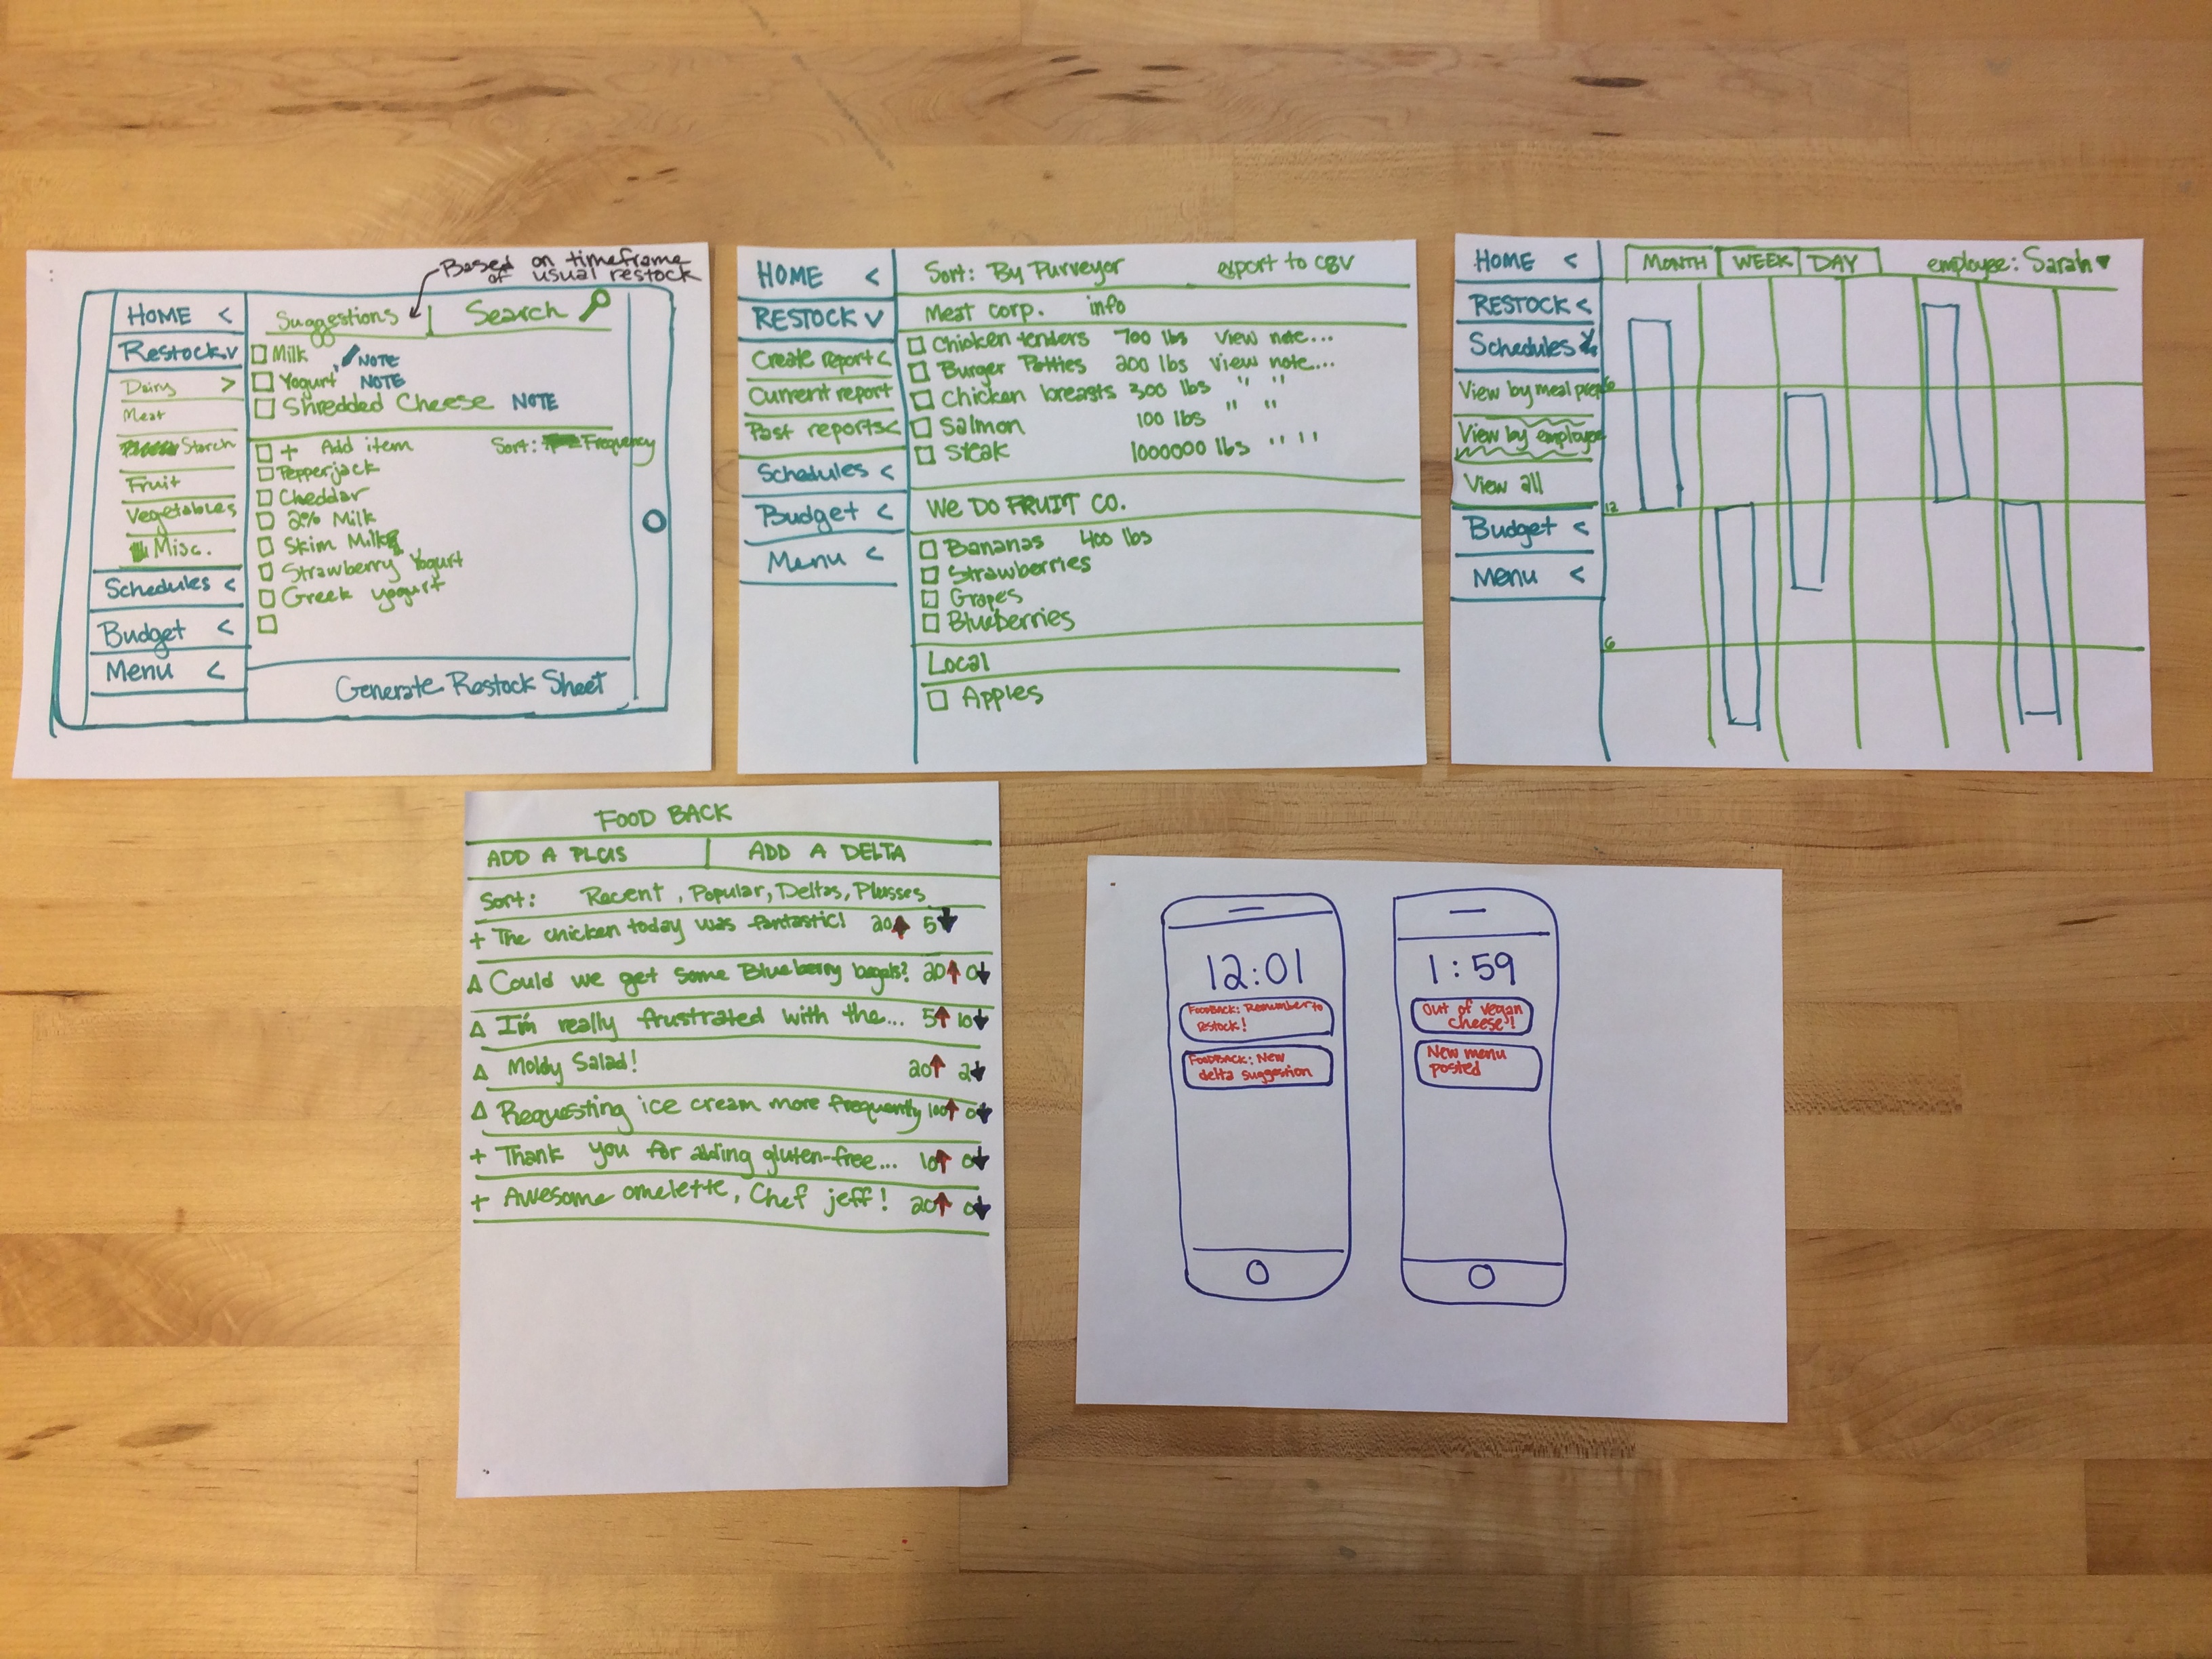 Based on timeframe
of usual restock
HOME <
Restock v
Dairy >
Meat
Starch
Fruit
Vegetables
Misc.
Schedules <
Budget <
Menu <
Suggestions
Search
Milk NOTE
Yogurt NOTE
Shredded Cheese NOTE
+ Add item Sort: Frequency
Pepperjack
Cheddar
2% Milk
Skim Milk
Strawberry Yogurt
Greek yogurt
Generate Restock Sheet
HOME <
RESTOCK v
Create report <
Current report
Past reports <
Schedules <
Budget <
Menu <
Sort: By Purveyor export to CSV
Meat corp. info
Chicken tenders 700 lbs view note...
Burger Patties 200 lbs view note....
Chicken breasts 300 lbs " "
Salmon 100 lbs " "
Steak 1000000 lbs " "
WE DO FRUIT CO.
Bananas 400 lbs
Strawberries
Grapes
Blueberries
Local
Apples
HOME <
RESTOCK <
Schedules
View by meal
View by employee
View all
Budget <
Menu <
MONTH WEEK DAY employee: Sarah
12
6
FOOD BACK
ADD A PLUS ADD A DELTA
Sort: Recent, Popular, Deltas, Plusses
+ The chicken today was fantastic! 20 5
Δ Could we get some Blueberry bagels? 20 0
Δ I'm really frustrated with the... 5 10
Δ Moldy Salad! 20 2
Δ Requesting ice cream more frequently 100 0
+ Thank you for adding gluten-free... 10 0
+ Awesome omelette, Chef jeff! 20 0
12:01
FOODBACK: Remember to
restock!
FOODBACK: New
delta suggestion
1:59
Out of vegan
cheese!
New menu
posted